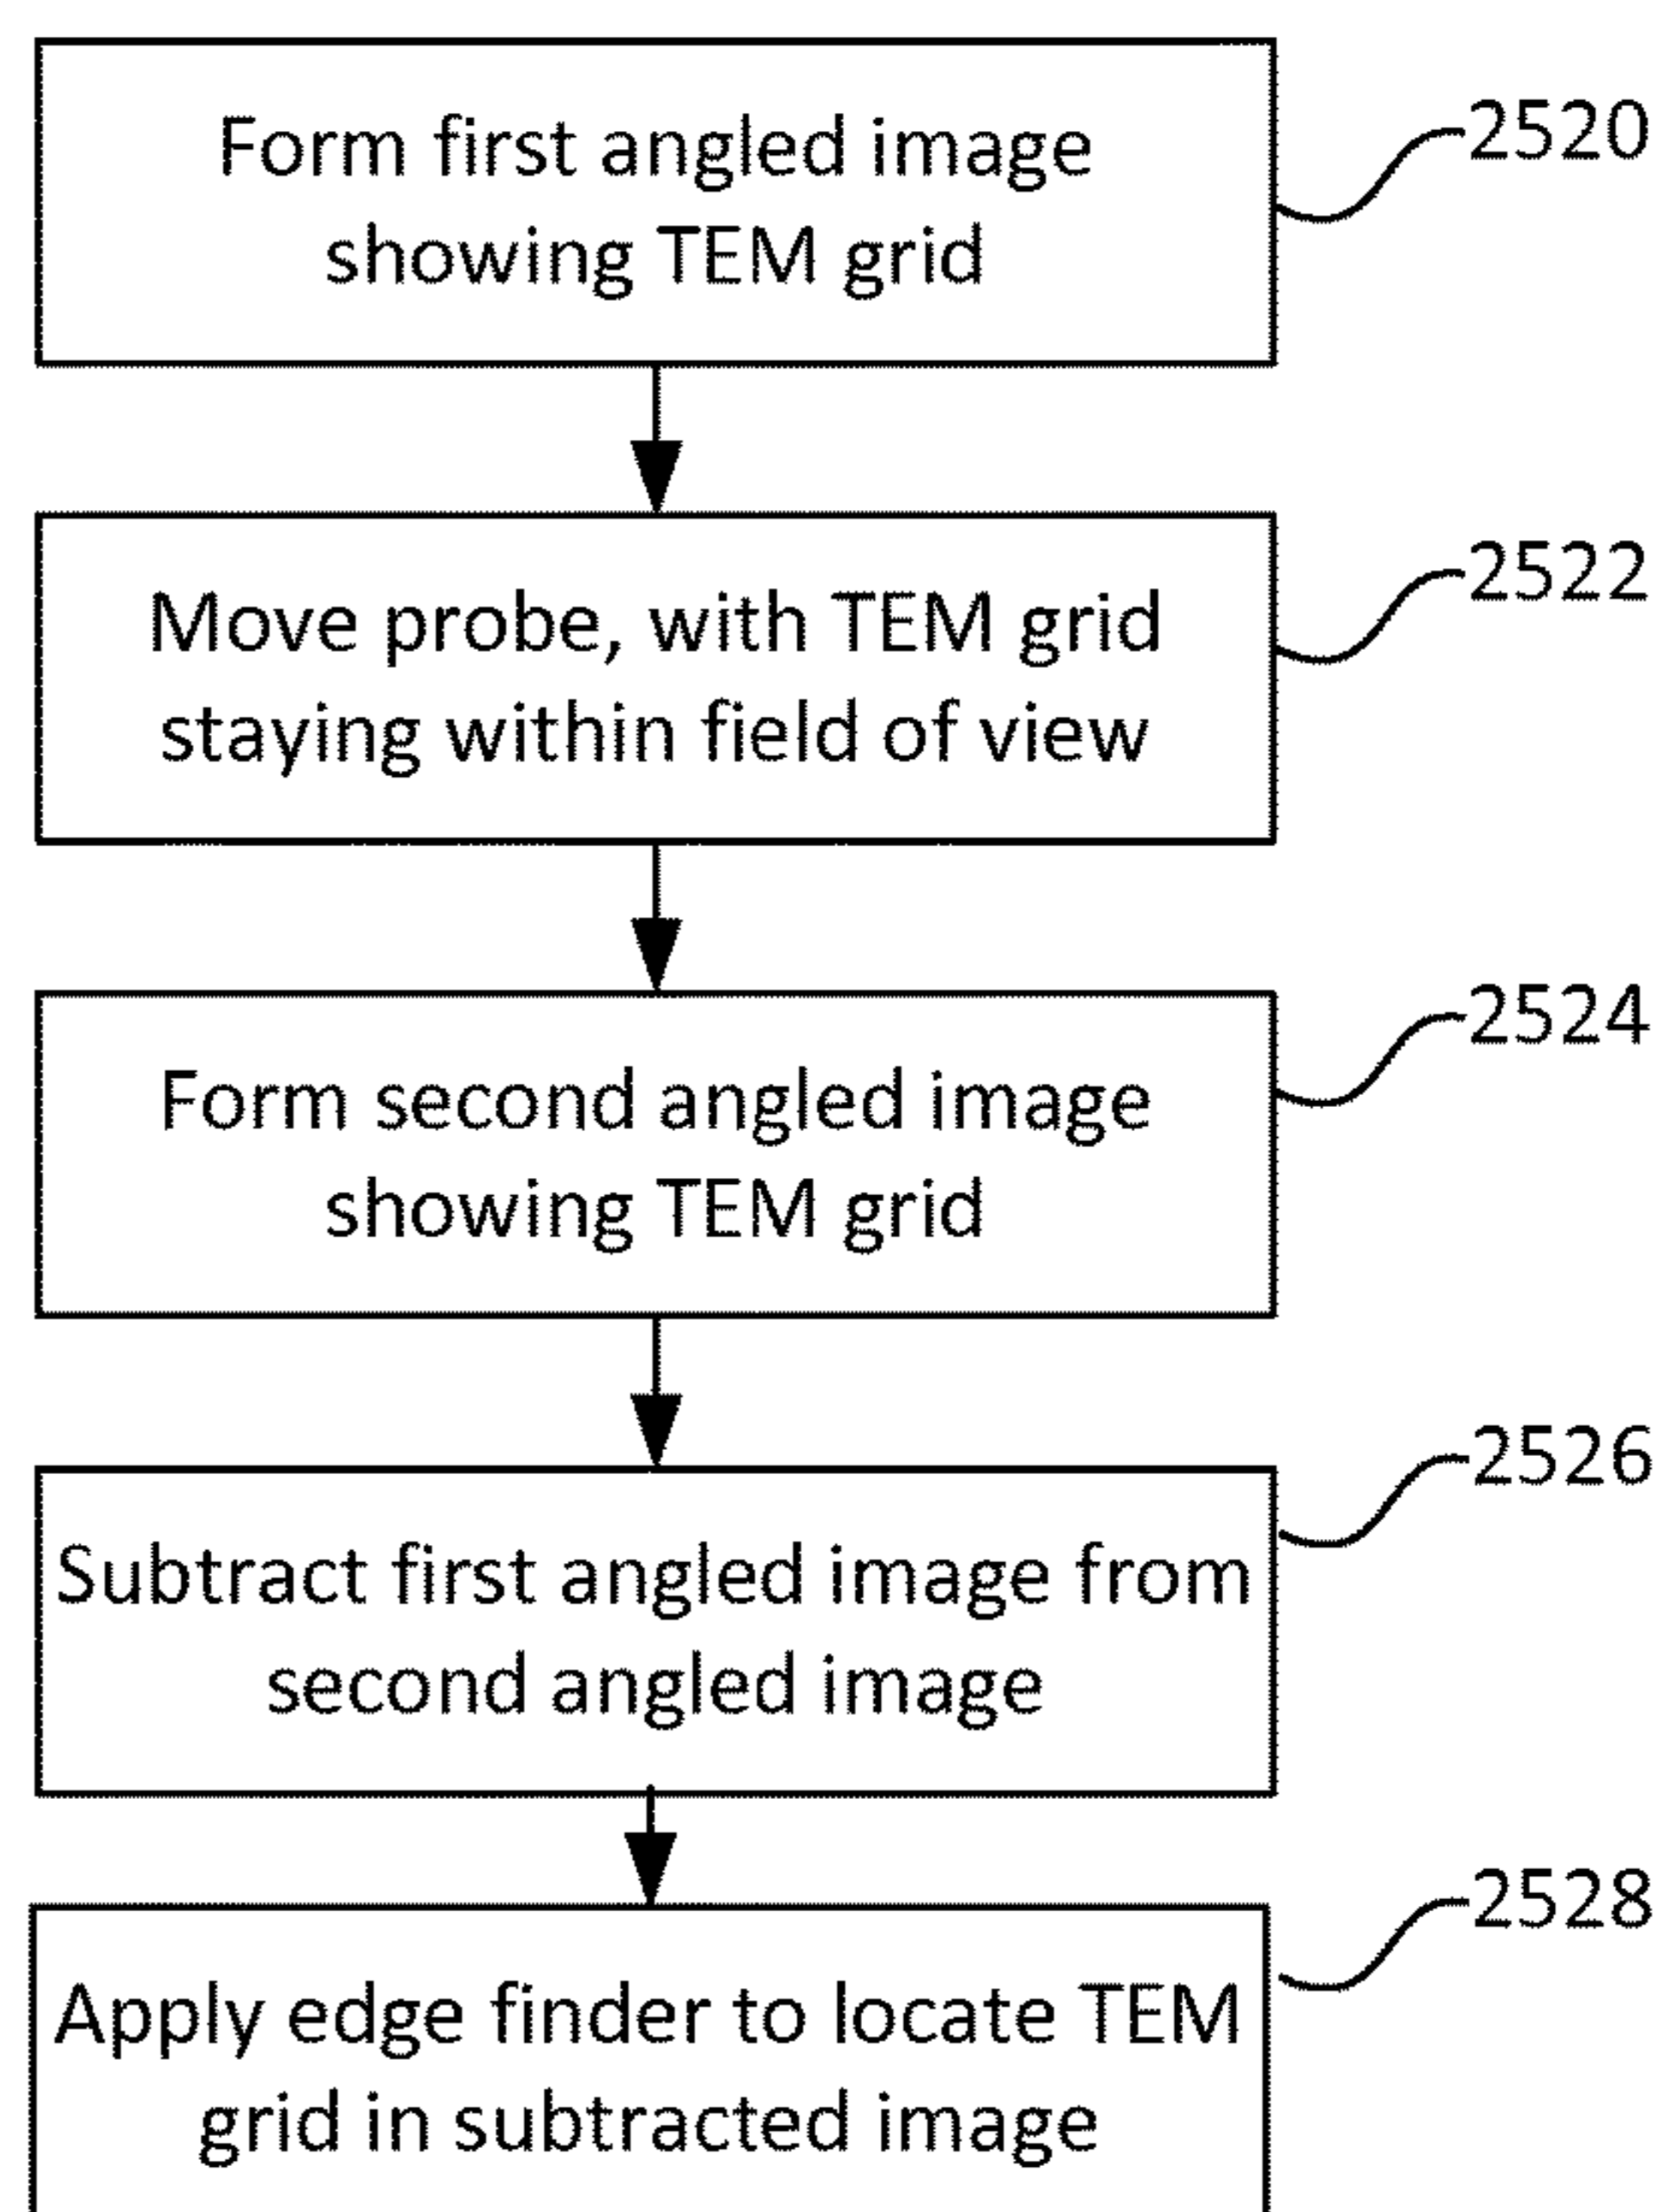 Form first angled image
showing TEM grid
2520
Move probe, with TEM grid
staying within field of view
2522
Form second angled image
showing TEM grid
2524
Subtract first angled image from
second angled image
2526
Apply edge finder to locate TEM
grid in subtracted image
2528